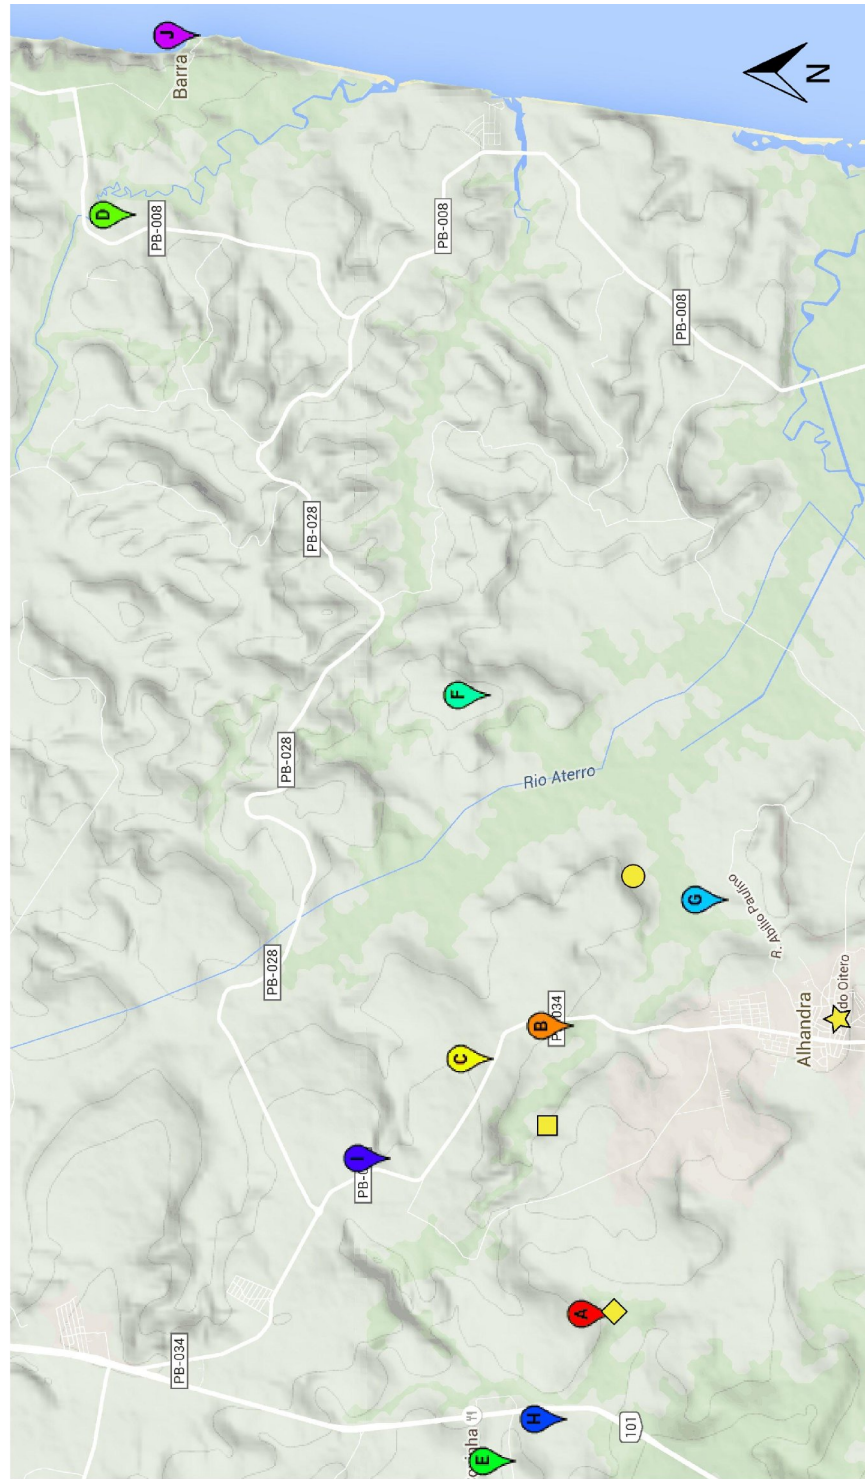 J
Barra
N
D
PB-008
PB-008
PB-008
PB-028
F
PB-028
Rio Aterro
R. Abílio Paulino
G
PB-028
do Oitero
Alhandra
B
C
I
A
PB-034
H
101
E